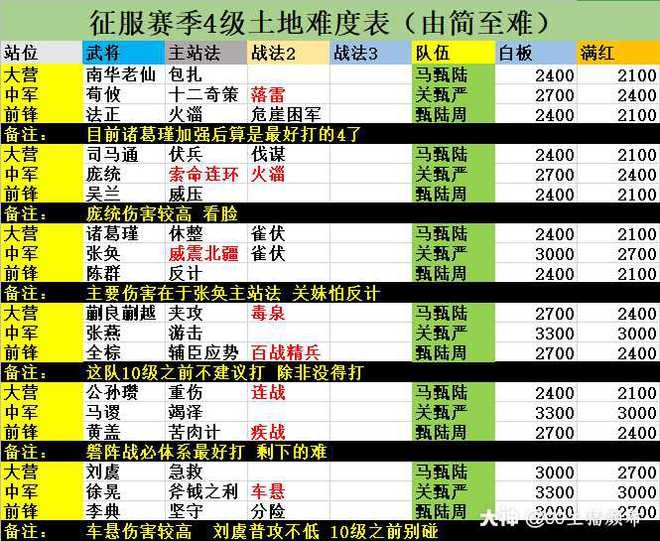 征服赛季4级土地难度表（由简至难）
站位 武将 主站法 战法2 战法3 队伍 白板 满红
大营 南华老仙 包扎 马甄陆 2400 2100
中军 荀攸 十二奇策 落雷 关甄严 2700 2400
前锋 法正 火淄 危崖困军 甄陆周 2400 2100
备注： 目前诸葛瑾加强后算是最好打的4了
大营 司马通 伏兵 伐谋 马甄陆 2400 2100
中军 庞统 索命连环 火淄 关甄严 2700 2400
前锋 吴兰 威压 甄陆周 2400 2100
备注： 庞统伤害较高 看脸
大营 诸葛瑾 休整 雀伏 马甄陆 2400 2100
中军 张奂 威震北疆 雀伏 关甄严 3000 2700
前锋 陈群 反计 甄陆周 2400 2100
备注： 主要伤害在于张奂主站法 关妹怕反计
大营 蒯良蒯越 夹攻 毒泉 马甄陆 2700 2400
中军 张燕 游击 关甄严 3300 3000
前锋 全棕 辅臣应势 百战精兵 甄陆周 2700 2400
备注： 这队10级之前不建议打 除非没得打
大营 公孙瓒 重伤 连战 马甄陆 2400 2100
中军 马谡 竭泽 关甄严 3300 3000
前锋 黄盖 苦肉计 疾战 甄陆周 2700 2400
备注： 磐阵战必体系最好打 剩下的难
大营 刘虞 急救 马甄陆 3000 2700
中军 徐晃 斧钺之利 车悬 关甄严 3300 3000
前锋 李典 坚守 分险 甄陆周 3000 2700
备注： 车悬伤害较高 刘虞普攻不低 10级之前别碰